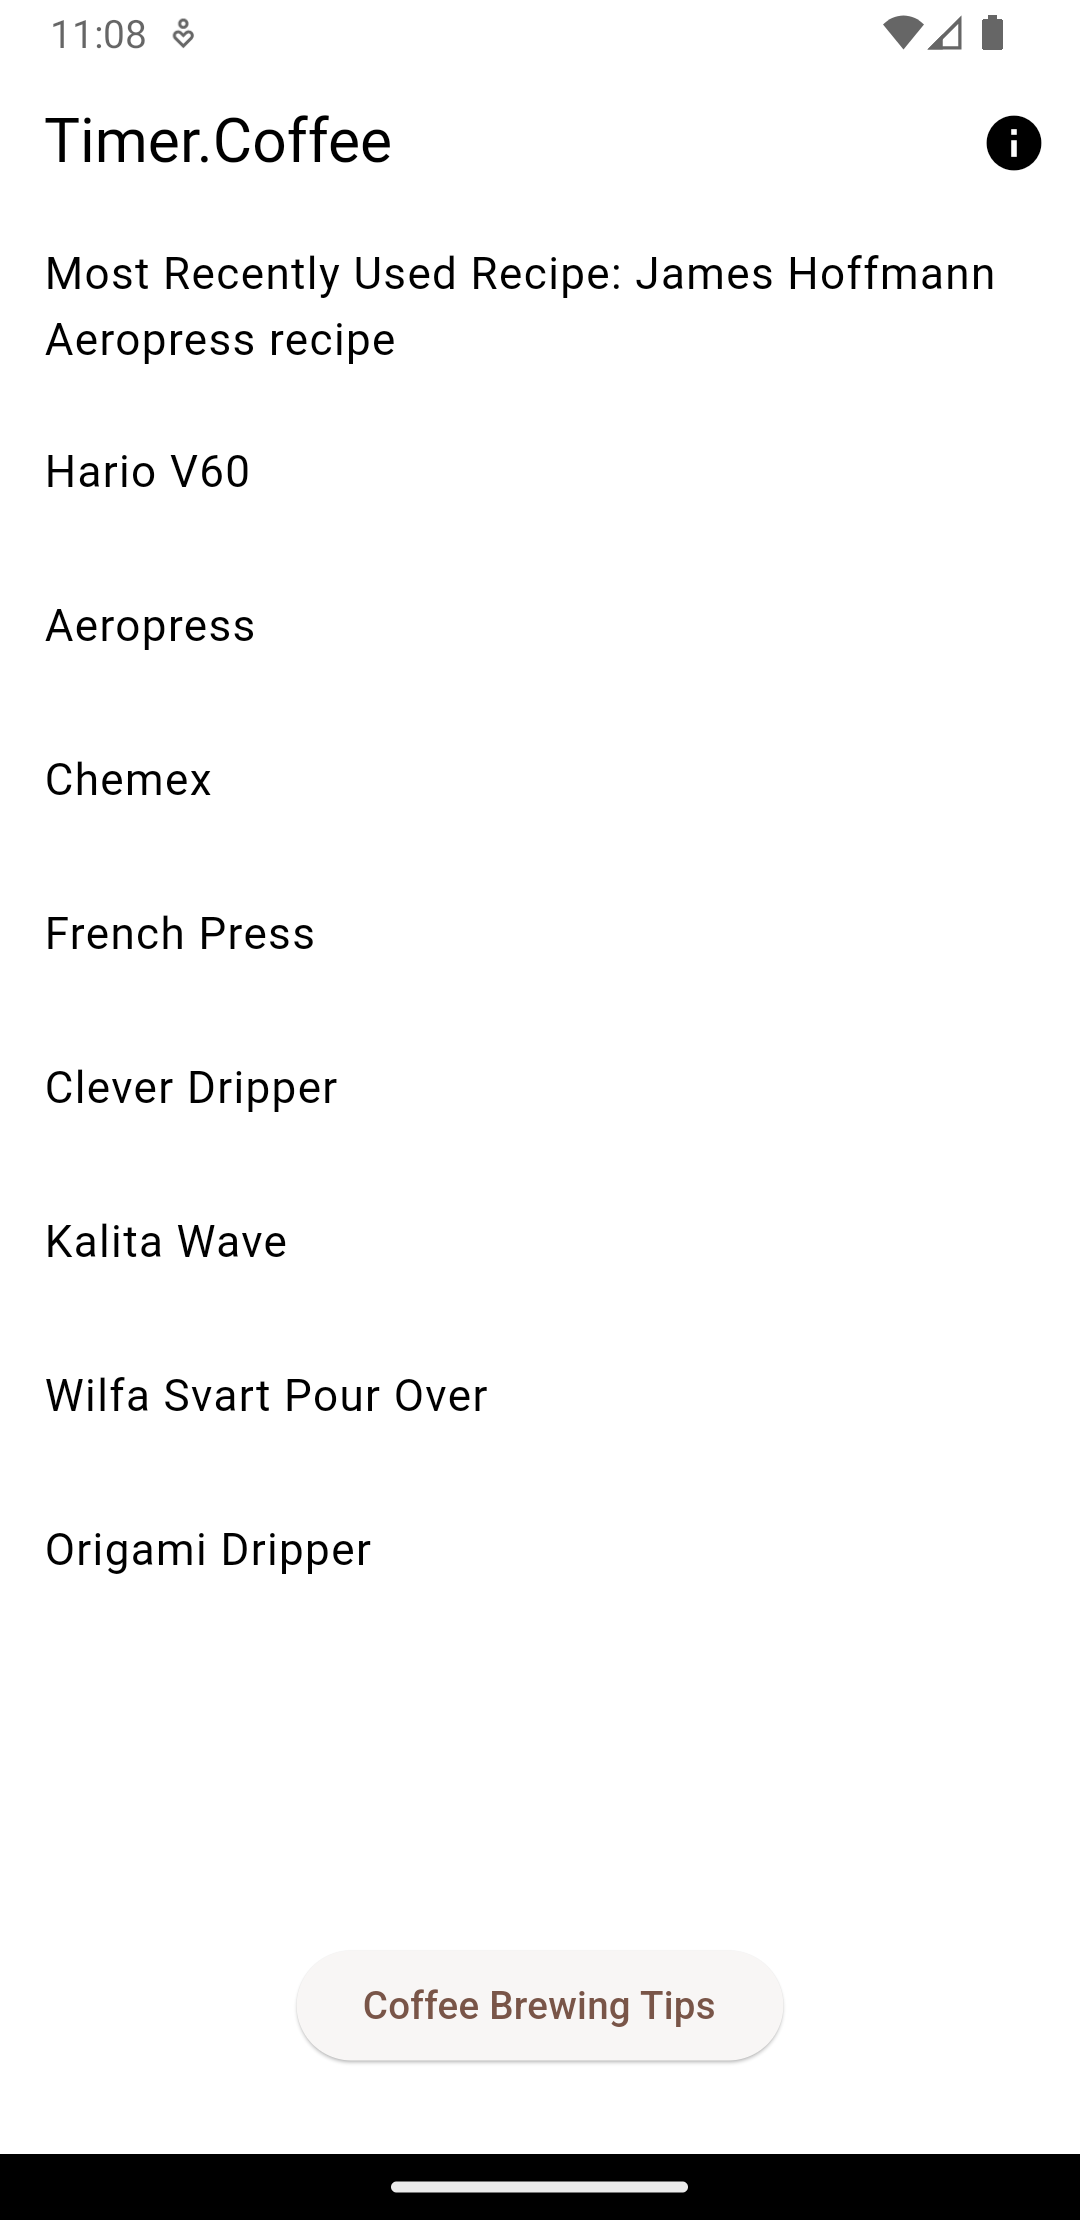 11:08
Timer.Coffee
Most Recently Used Recipe: James Hoffmann
Aeropress recipe
Hario V60
Aeropress
Chemex
French Press
Clever Dripper
Kalita Wave
Wilfa Svart Pour Over
Origami Dripper
Coffee Brewing Tips